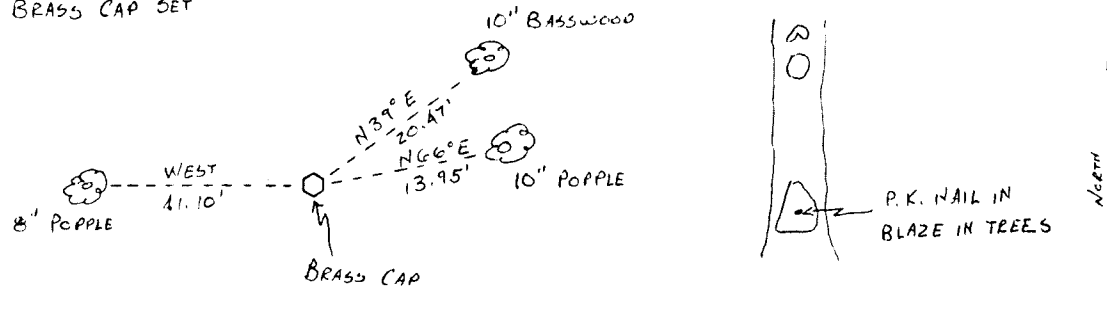 BRASS CAP SET
10" BASSWOOD
N39°E
20.47'
N66°E
13.95'
10" POPPLE
WEST
11.10'
8" POPPLE
BRASS CAP
P.K. NAIL IN
BLAZE IN TREES
NORTH